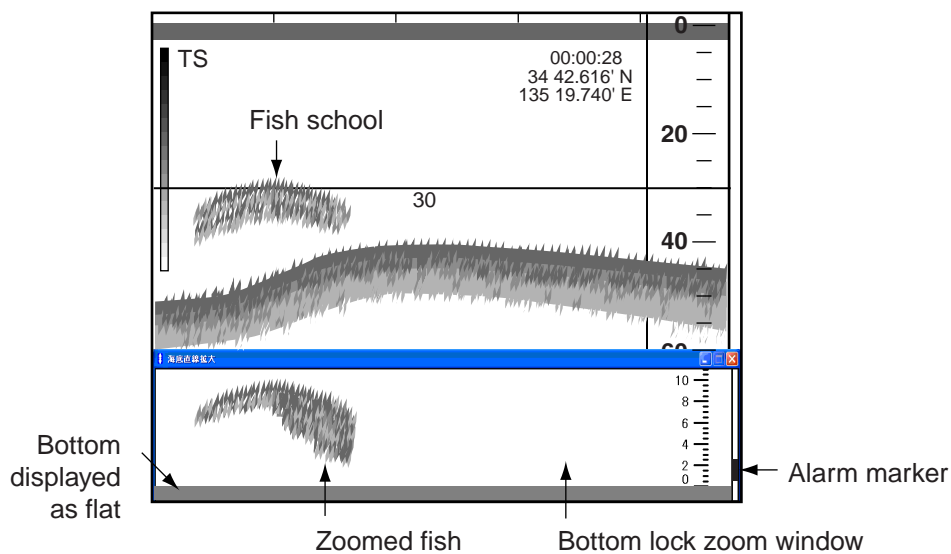 0
TS
00:00:28
34 42.616' N
135 19.740' E
Fish school
20
30
40
60
海底直線拡大
10
8
6
4
2
0
Bottom
displayed
as flat
Alarm marker
Zoomed fish
Bottom lock zoom window